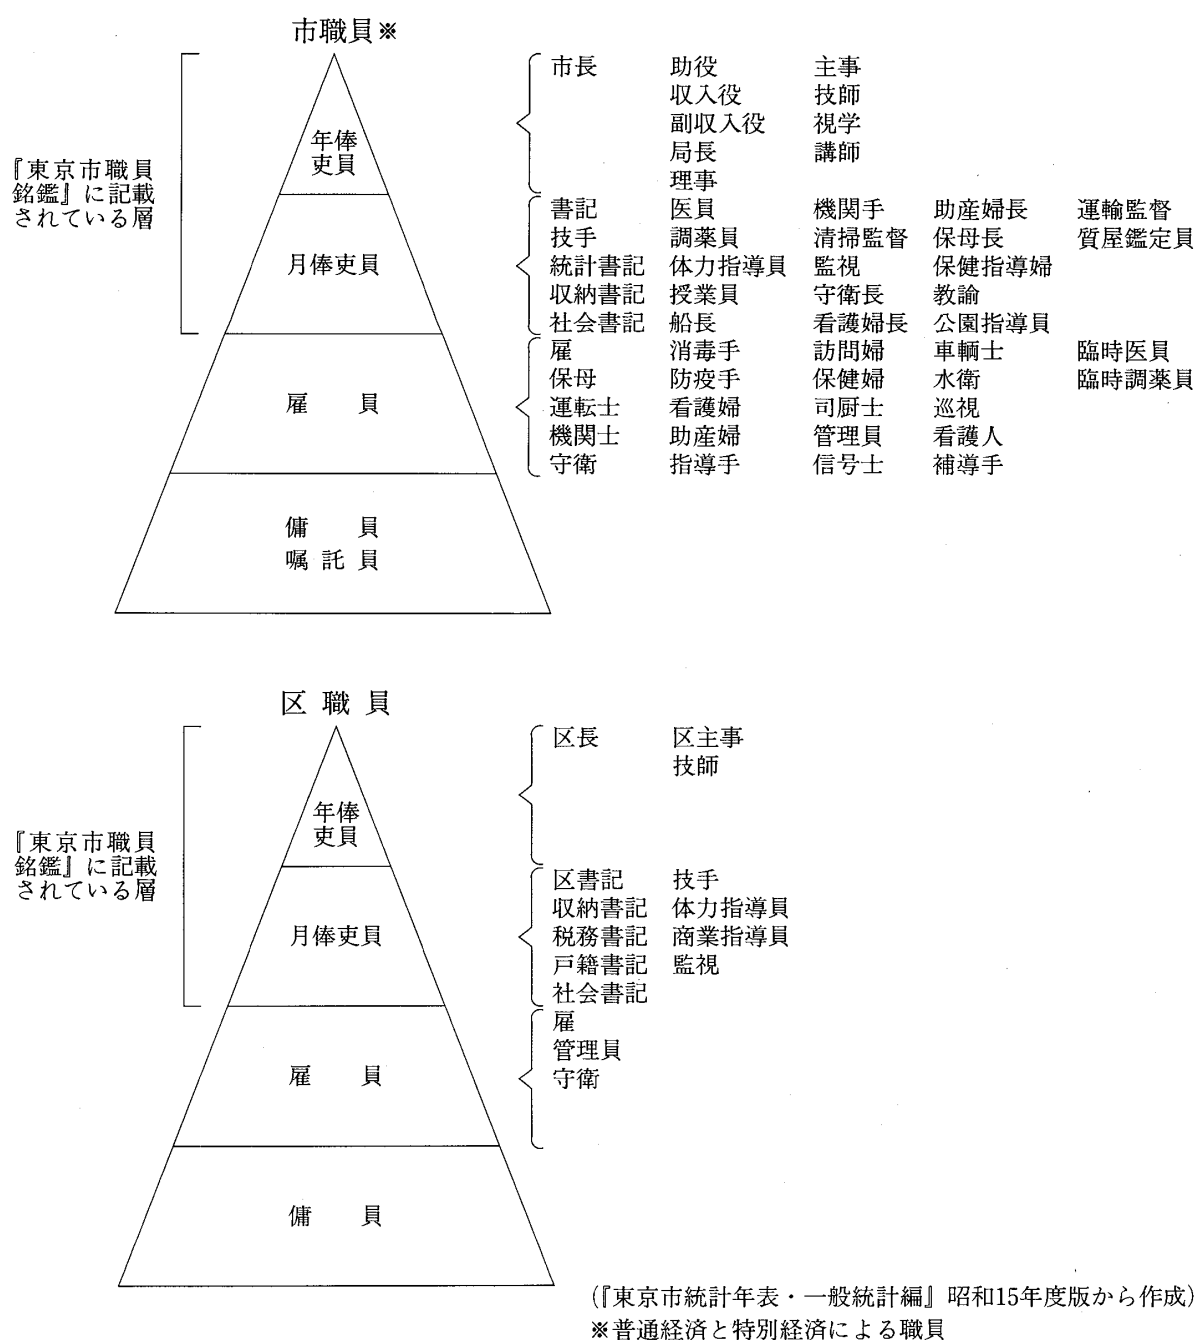 市職員※
『東京市職員
銘鑑』に記載
されている層
年俸
吏員
市長 助役 主事
収入役 技師
副収入役 視学
局長 講師
理事
月俸吏員
書記 医員 機関手 助産婦長 運輸監督
技手 調薬員 清掃監督 保母長 質屋鑑定員
統計書記 体力指導員 監視 保健指導婦
収納書記 授業員 守衛長 教諭
社会書記 船長 看護婦長 公園指導員
雇員
雇 消毒手 訪問婦 車輌士 臨時医員
保母 防疫手 保健婦 水衛 臨時調薬員
運転士 看護婦 司厨士 巡視
機関士 助産婦 管理員 看護人
守衛 指導手 信号士 補導手
傭員
嘱託員
区職員
『東京市職員
銘鑑』に記載
されている層
年俸
吏員
区長 区主事
技師
月俸吏員
区書記 技手
収納書記 体力指導員
税務書記 商業指導員
戸籍書記 監視
社会書記
雇員
雇
管理員
守衛
傭員
(『東京市統計年表・一般統計編』昭和15年度版から作成)
※普通経済と特別経済による職員